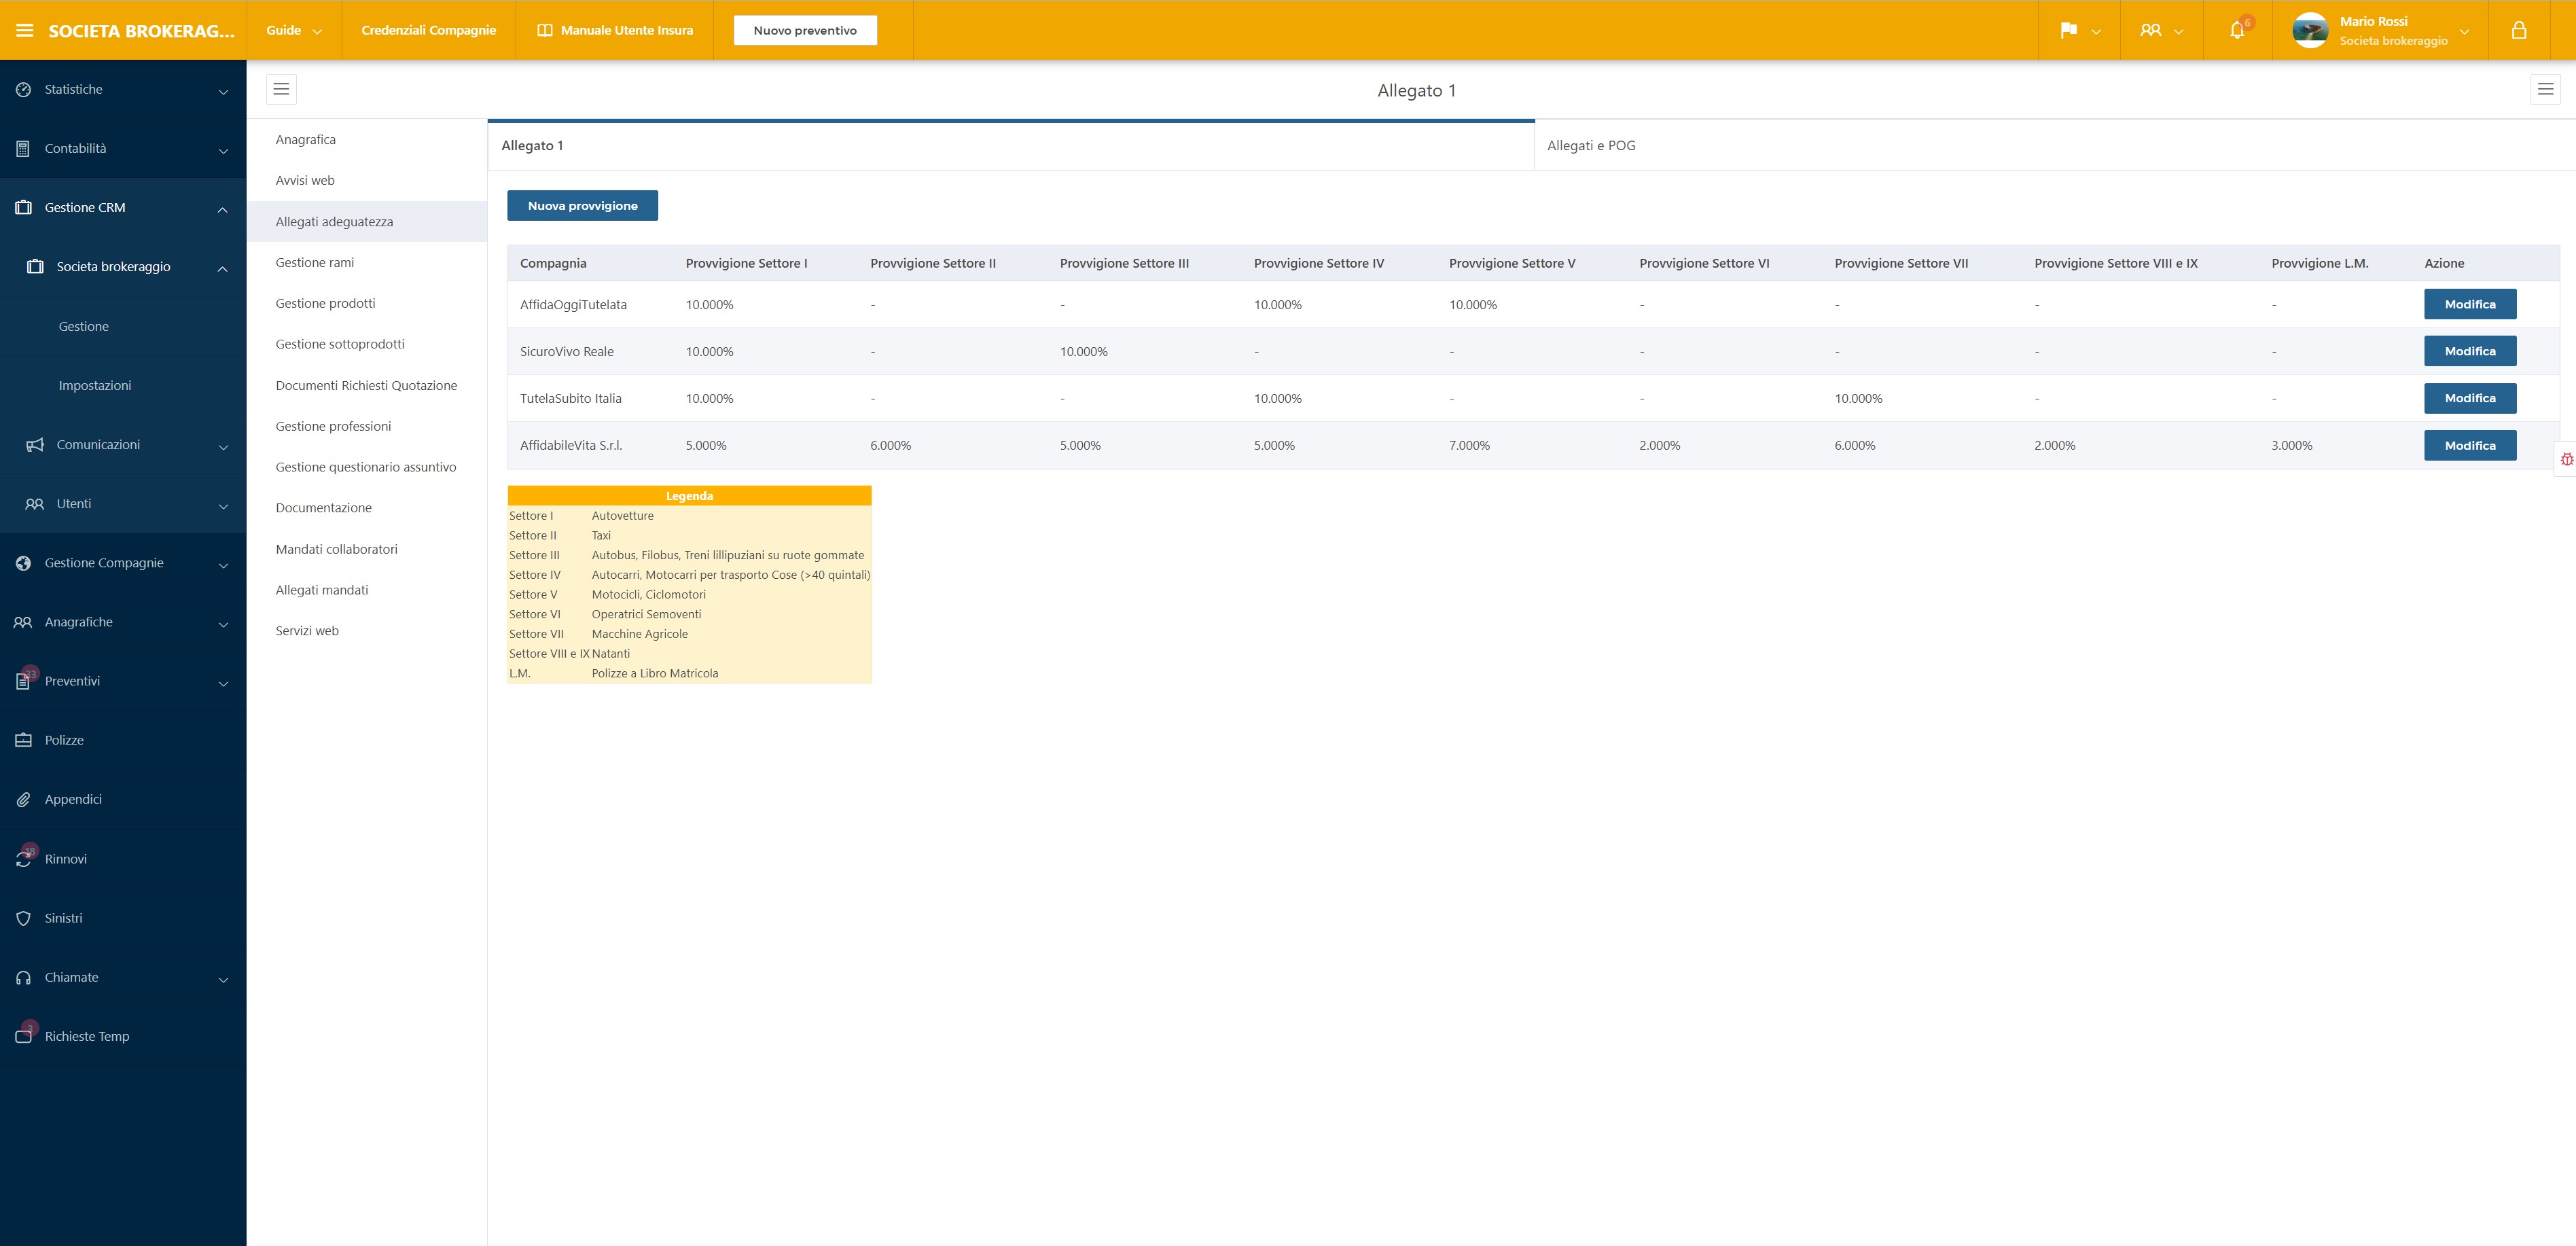 SOCIETA BROKERAG...
Guide
Credenziali Compagnie
Manuale Utente Insura
Nuovo preventivo
6
Mario Rossi
Societa brokeraggio
Statistiche
Contabilità
Gestione CRM
Societa brokeraggio
Gestione
Impostazioni
Comunicazioni
Utenti
Gestione Compagnie
Anagrafiche
33
Preventivi
Polizze
Appendici
18
Rinnovi
Sinistri
Chiamate
3
Richieste Temp
Allegato 1
Anagrafica
Avvisi web
Allegati adeguatezza
Gestione rami
Gestione prodotti
Gestione sottoprodotti
Documenti Richiesti Quotazione
Gestione professioni
Gestione questionario assuntivo
Documentazione
Mandati collaboratori
Allegati mandati
Servizi web
Allegato 1
Allegati e POG
Nuova provvigione
Compagnia Provvigione Settore I Provvigione Settore II Provvigione Settore III Provvigione Settore IV Provvigione Settore V Provvigione Settore VI Provvigione Settore VII Provvigione Settore VIII e IX Provvigione L.M. Azione
AffidaOggiTutelata 10.000% - - 10.000% 10.000% - - - - Modifica
SicuroVivo Reale 10.000% - 10.000% - - - - - - Modifica
TutelaSubito Italia 10.000% - - 10.000% - - 10.000% - - Modifica
AffidabileVita S.r.l. 5.000% 6.000% 5.000% 5.000% 7.000% 2.000% 6.000% 2.000% 3.000% Modifica
Legenda
Settore I Autovetture
Settore II Taxi
Settore III Autobus, Filobus, Treni lillipuziani su ruote gommate
Settore IV Autocarri, Motocarri per trasporto Cose (>40 quintali)
Settore V Motocicli, Ciclomotori
Settore VI Operatrici Semoventi
Settore VII Macchine Agricole
Settore VIII e IX Natanti
L.M. Polizze a Libro Matricola